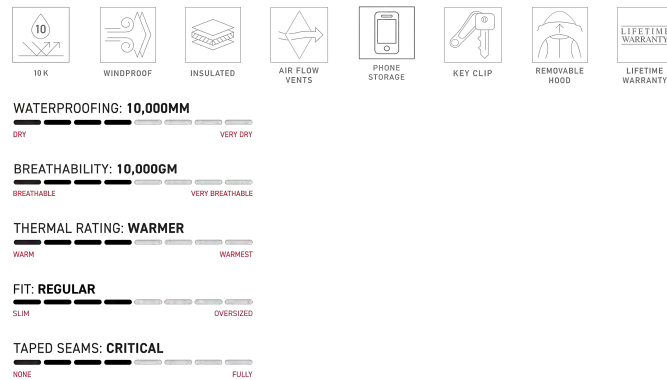 10
LIFETIME
WARRANTY
10 K
WINDPROOF
INSULATED
AIR FLOW
VENTS
PHONE
STORAGE
KEY CLIP
REMOVABLE
HOOD
LIFETIME
WARRANTY
WATERPROOFING: 10,000MM
DRY VERY DRY
BREATHABILITY: 10,000GM
BREATHABLE VERY BREATHABLE
THERMAL RATING: WARMER
WARM WARMEST
FIT: REGULAR
SLIM OVERSIZED
TAPED SEAMS: CRITICAL
NONE FULLY